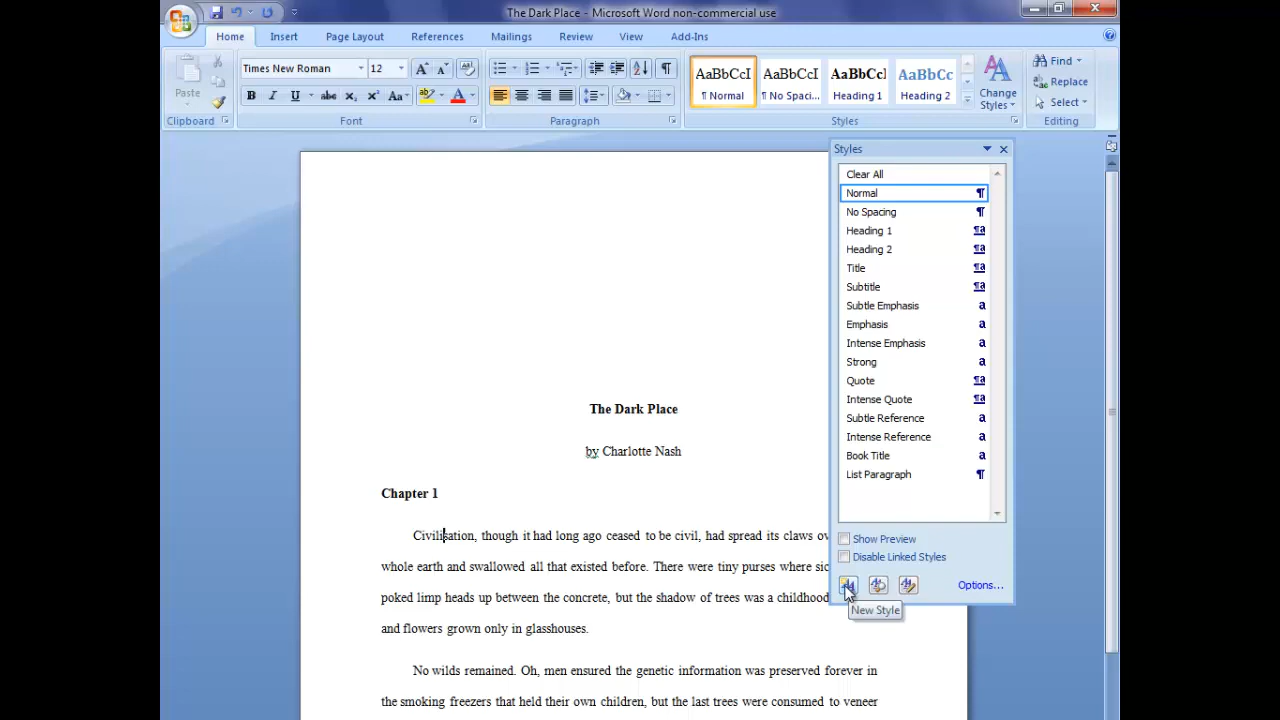 The Dark Place - Microsoft Word non-commercial use
Home Insert Page Layout References Mailings Review View Add-Ins
Paste
Clipboard
Times New Roman 12
Font
Paragraph
AaBbCcI AaBbCcI AaBbCcI AaBbCc
¶ Normal ¶ No Spaci... Heading 1 Heading 2
Change Styles
Styles
Find
Replace
Select
Editing
Styles
Clear All
Normal
No Spacing
Heading 1
Heading 2
Title
Subtitle
Subtle Emphasis
Emphasis
Intense Emphasis
Strong
Quote
Intense Quote
Subtle Reference
Intense Reference
Book Title
List Paragraph
Show Preview
Disable Linked Styles
Options...
New Style
The Dark Place
by Charlotte Nash
Chapter 1
Civilisation, though it had long ago ceased to be civil, had spread its claws
whole earth and swallowed all that existed before. There were tiny purses where
poked limp heads up between the concrete, but the shadow of trees was a childhood
and flowers grown only in glasshouses.
No wilds remained. Oh, men ensured the genetic information was preserved forever in
the smoking freezers that held their own children, but the last trees were consumed to veneer